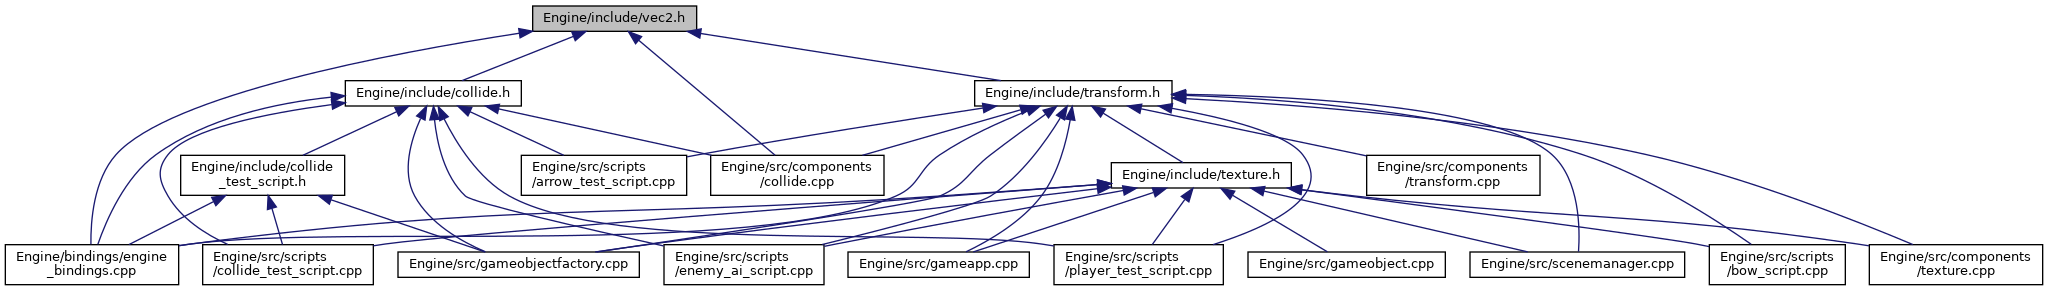 Engine/include/vec2.h
Engine/include/collide.h
Engine/include/transform.h
Engine/include/collide
_test_script.h
Engine/src/scripts
/arrow_test_script.cpp
Engine/src/components
/collide.cpp
Engine/include/texture.h
Engine/src/components
/transform.cpp
Engine/bindings/engine
_bindings.cpp
Engine/src/scripts
/collide_test_script.cpp
Engine/src/gameobjectfactory.cpp
Engine/src/scripts
/enemy_ai_script.cpp
Engine/src/gameapp.cpp
Engine/src/scripts
/player_test_script.cpp
Engine/src/gameobject.cpp
Engine/src/scenemanager.cpp
Engine/src/scripts
/bow_script.cpp
Engine/src/components
/texture.cpp